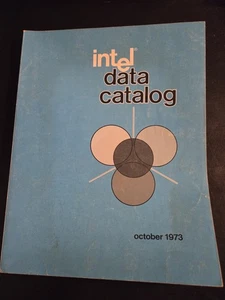 intel®
data
catalog
october 1973